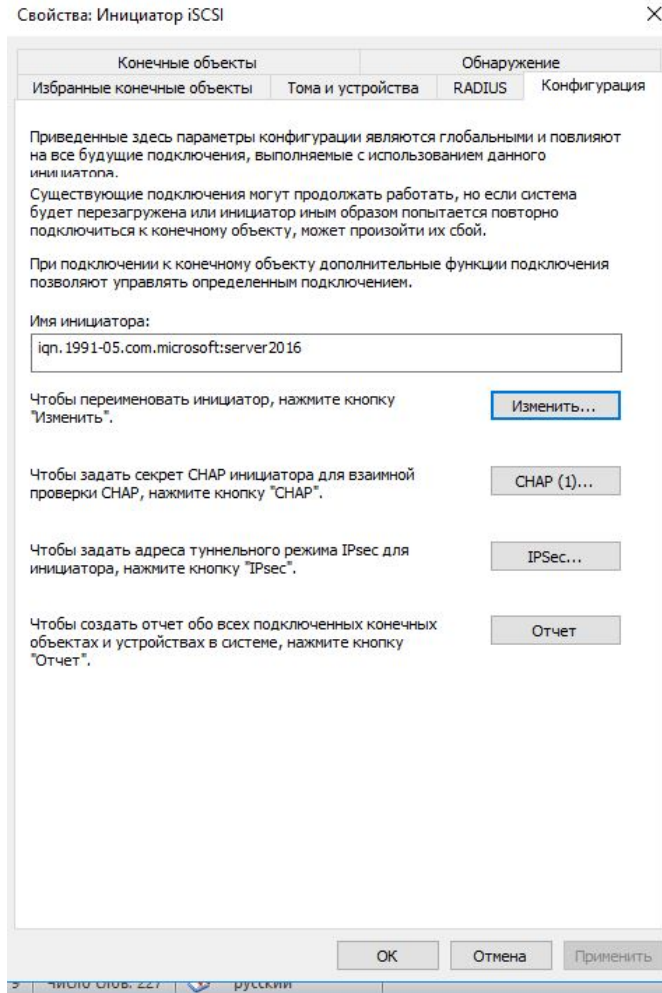 Свойства: Инициатор iSCSI
Конечные объекты
Обнаружение
Избранные конечные объекты
Тома и устройства
RADIUS
Конфигурация
Приведенные здесь параметры конфигурации являются глобальными и повлияют
на все будущие подключения, выполняемые с использованием данного
инициатора.
Существующие подключения могут продолжать работать, но если система
будет перезагружена или инициатор иным образом попытается повторно
подключиться к конечному объекту, может произойти их сбой.
При подключении к конечному объекту дополнительные функции подключения
позволяют управлять определенным подключением.
Имя инициатора:
iqn.1991-05.com.microsoft:server2016
Чтобы переименовать инициатор, нажмите кнопку
"Изменить".
Изменить...
Чтобы задать секрет CHAP инициатора для взаимной
проверки CHAP, нажмите кнопку "CHAP".
CHAP (1)...
Чтобы задать адреса туннельного режима IPsec для
инициатора, нажмите кнопку "IPsec".
IPSec...
Чтобы создать отчет обо всех подключенных конечных
объектах и устройствах в системе, нажмите кнопку
"Отчет".
Отчет
ОК
Отмена
Применить
9
Число слов: 227
русский